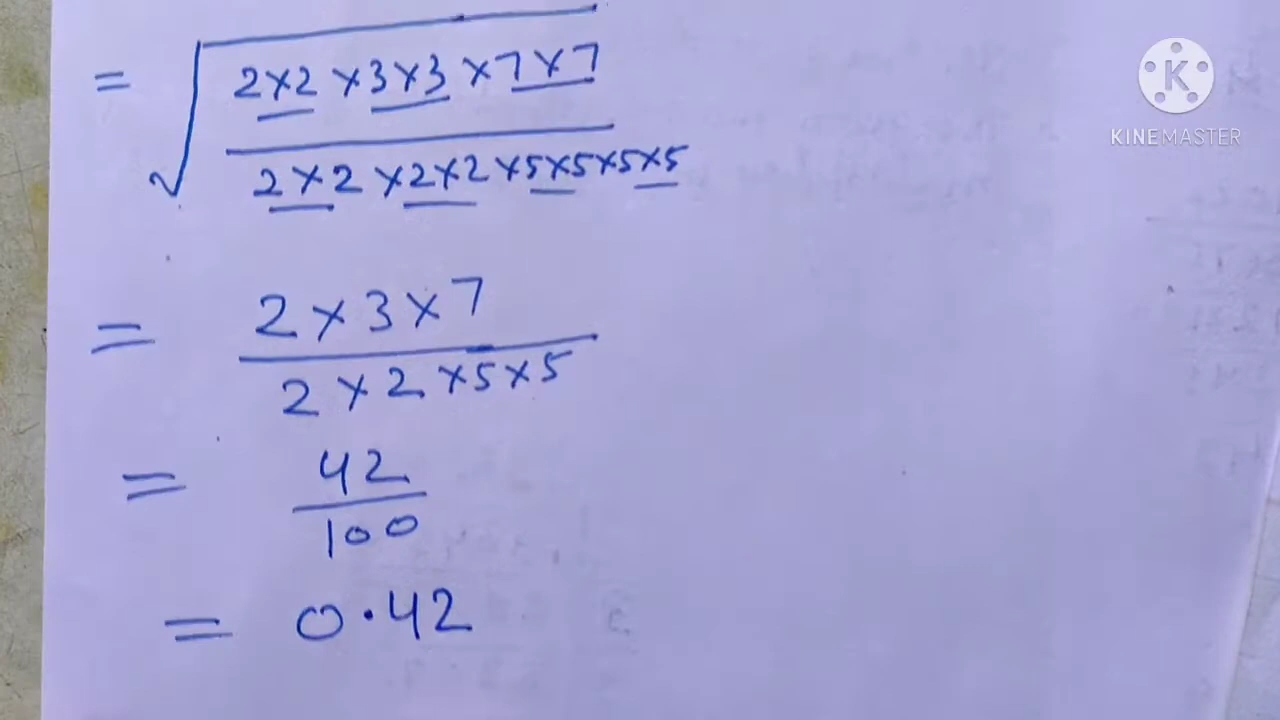 = √ 2×2 ×3×3 ×7×7
2×2 ×2×2 ×5×5×5×5
= 2×3×7
2×2×5×5
= 42
100
= 0.42
K
KINEMASTER